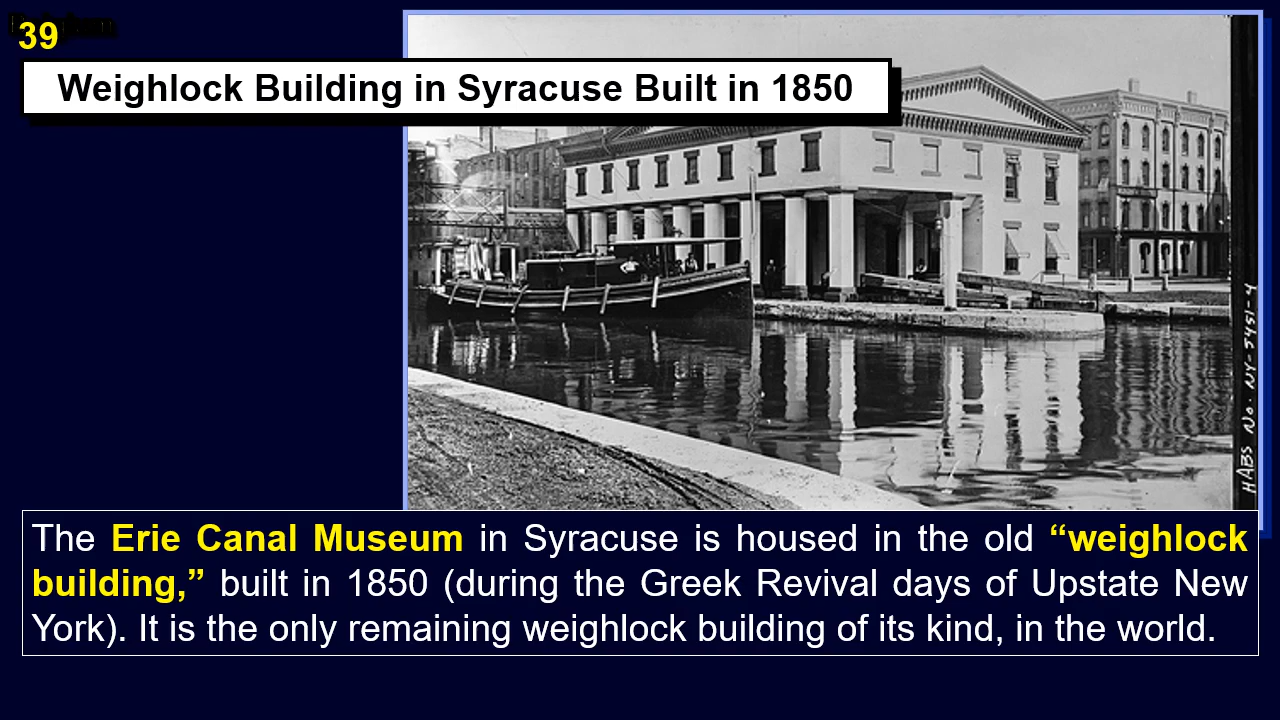 39
Weighlock Building in Syracuse Built in 1850
HABS No. NY-5451-4
The Erie Canal Museum in Syracuse is housed in the old “weighlock
building,” built in 1850 (during the Greek Revival days of Upstate New
York). It is the only remaining weighlock building of its kind, in the world.